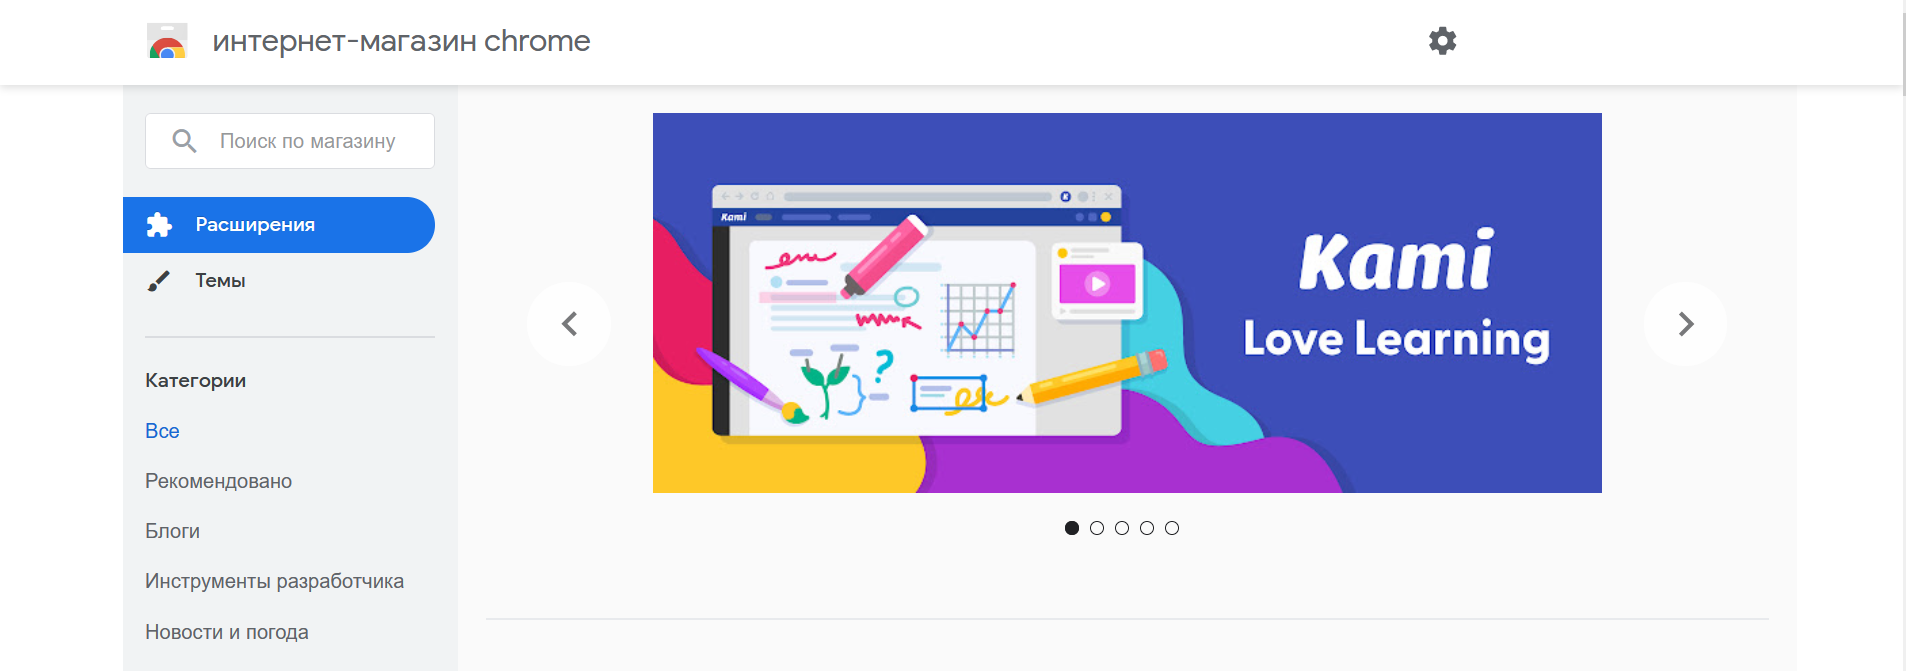 интернет-магазин chrome
Поиск по магазину
Расширения
Темы
Категории
Все
Рекомендовано
Блоги
Инструменты разработчика
Новости и погода
Kami
Kami
Love Learning